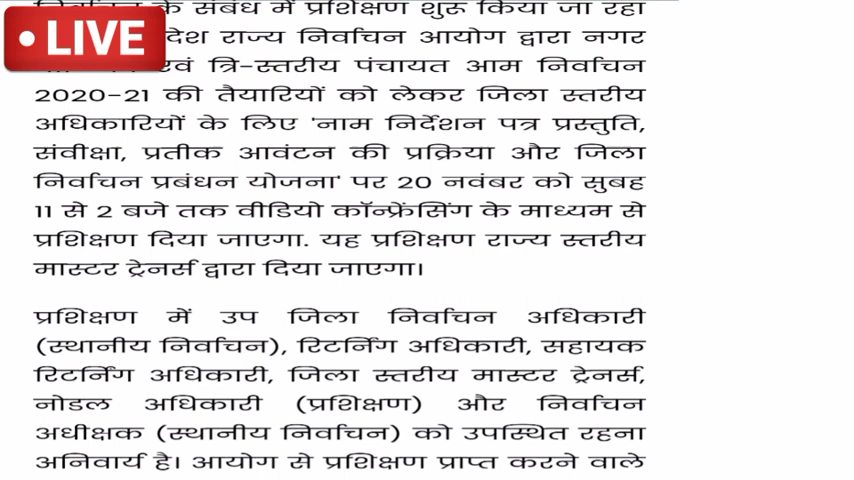 निर्वाचन के संबंध में प्रशिक्षण शुरू किया जा रहा
LIVE
देश राज्य निर्वाचन आयोग द्वारा नगर
एवं त्रि-स्तरीय पंचायत आम निर्वाचन
2020-21 की तैयारियों को लेकर जिला स्तरीय
अधिकारियों के लिए 'नाम निर्देशन पत्र प्रस्तुति,
संवीक्षा, प्रतीक आवंटन की प्रक्रिया और जिला
निर्वाचन प्रबंधन योजना' पर 20 नवंबर को सुबह
11 से 2 बजे तक वीडियो कॉन्फ्रेंसिंग के माध्यम से
प्रशिक्षण दिया जाएगा. यह प्रशिक्षण राज्य स्तरीय
मास्टर ट्रेनर्स द्वारा दिया जाएगा।
प्रशिक्षण में उप जिला निर्वाचन अधिकारी
(स्थानीय निर्वाचन), रिटर्निंग अधिकारी, सहायक
रिटर्निंग अधिकारी, जिला स्तरीय मास्टर ट्रेनर्स,
नोडल अधिकारी (प्रशिक्षण) और निर्वाचन
अधीक्षक (स्थानीय निर्वाचन) को उपस्थित रहना
अनिवार्य है। आयोग से प्रशिक्षण प्राप्त करने वाले